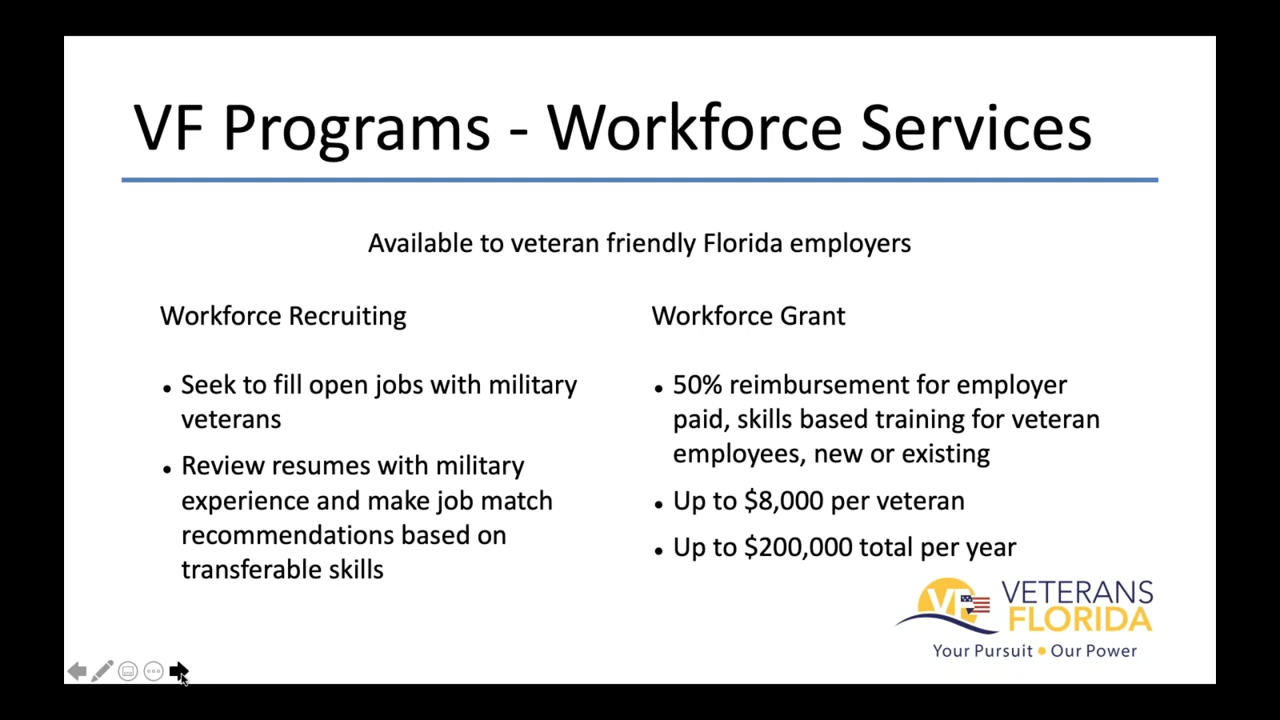 VF Programs - Workforce Services
Available to veteran friendly Florida employers
Workforce Recruiting
• Seek to fill open jobs with military
veterans
• Review resumes with military
experience and make job match
recommendations based on
transferable skills
Workforce Grant
• 50% reimbursement for employer
paid, skills based training for veteran
employees, new or existing
• Up to $8,000 per veteran
• Up to $200,000 total per year
VF
VETERANS
FLORIDA
Your Pursuit • Our Power